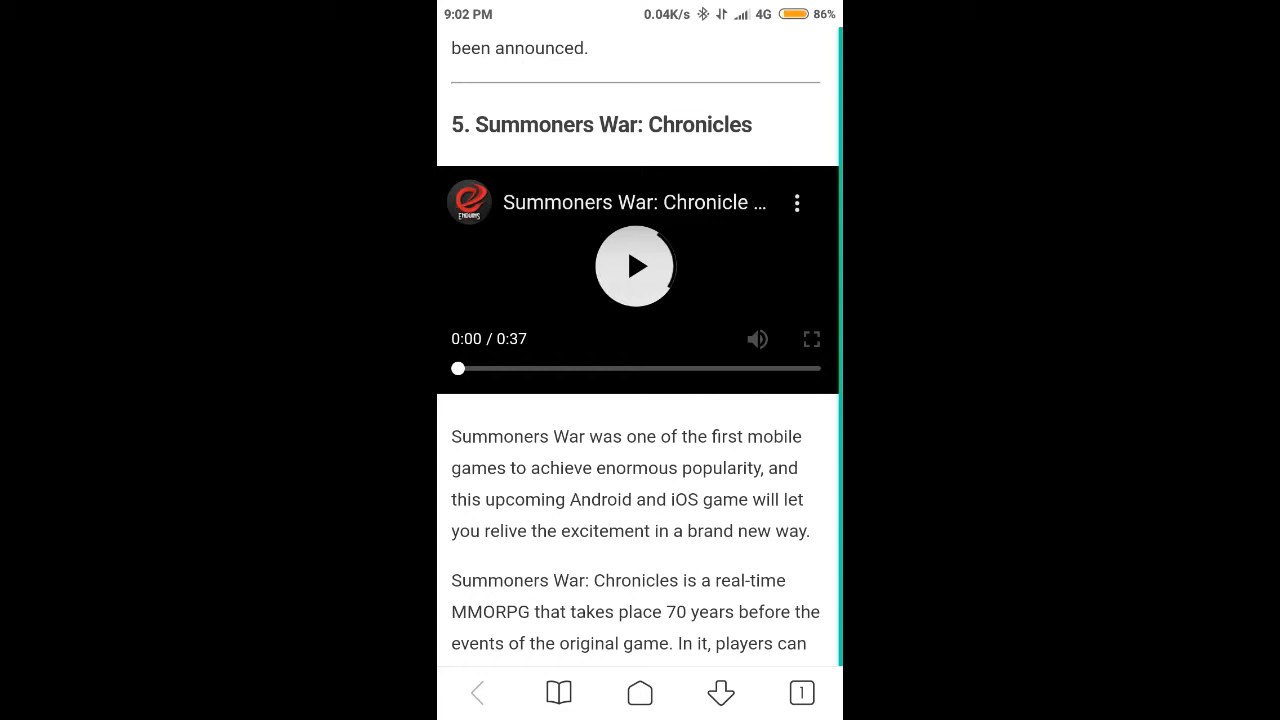 9:02 PM 0.04K/s 4G 86%
been announced.
5. Summoners War: Chronicles
ENDURINS
Summoners War: Chronicle ...
0:00 / 0:37
Summoners War was one of the first mobile
games to achieve enormous popularity, and
this upcoming Android and iOS game will let
you relive the excitement in a brand new way.
Summoners War: Chronicles is a real-time
MMORPG that takes place 70 years before the
events of the original game. In it, players can
1